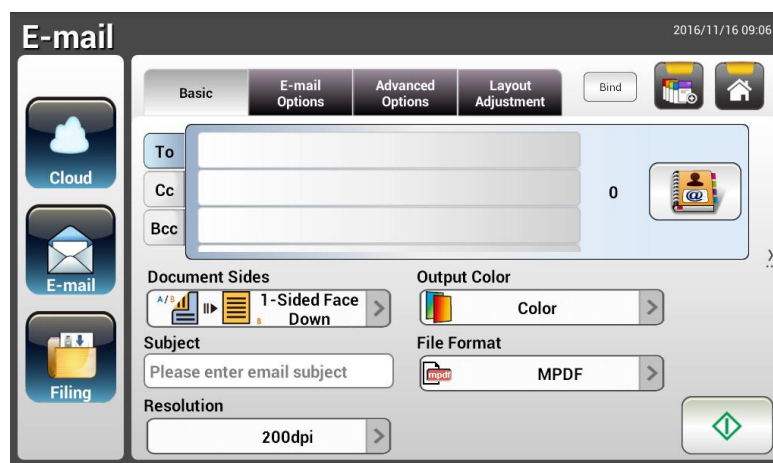 E-mail
2016/11/16 09:06
Basic
E-mail
Options
Advanced
Options
Layout
Adjustment
Bind
Cloud
E-mail
Filing
To
Cc
Bcc
0
@
Document Sides
A/B
B
1-Sided Face
Down
Output Color
Color
Subject
Please enter email subject
File Format
mpdf
MPDF
Resolution
200dpi